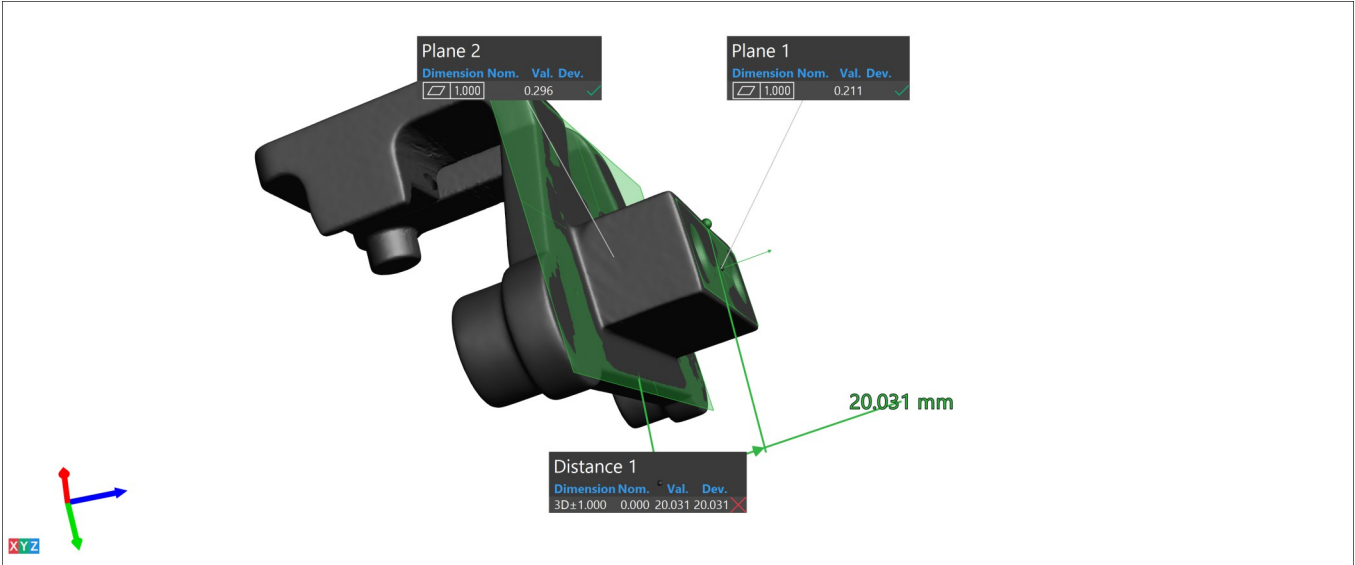 Plane 2
Dimension Nom. Val. Dev.
1.000 0.296
Plane 1
Dimension Nom. Val. Dev.
1.000 0.211
20.031 mm
Distance 1
Dimension Nom. Val. Dev.
3D±1.000 0.000 20.031 20.031
XYZ